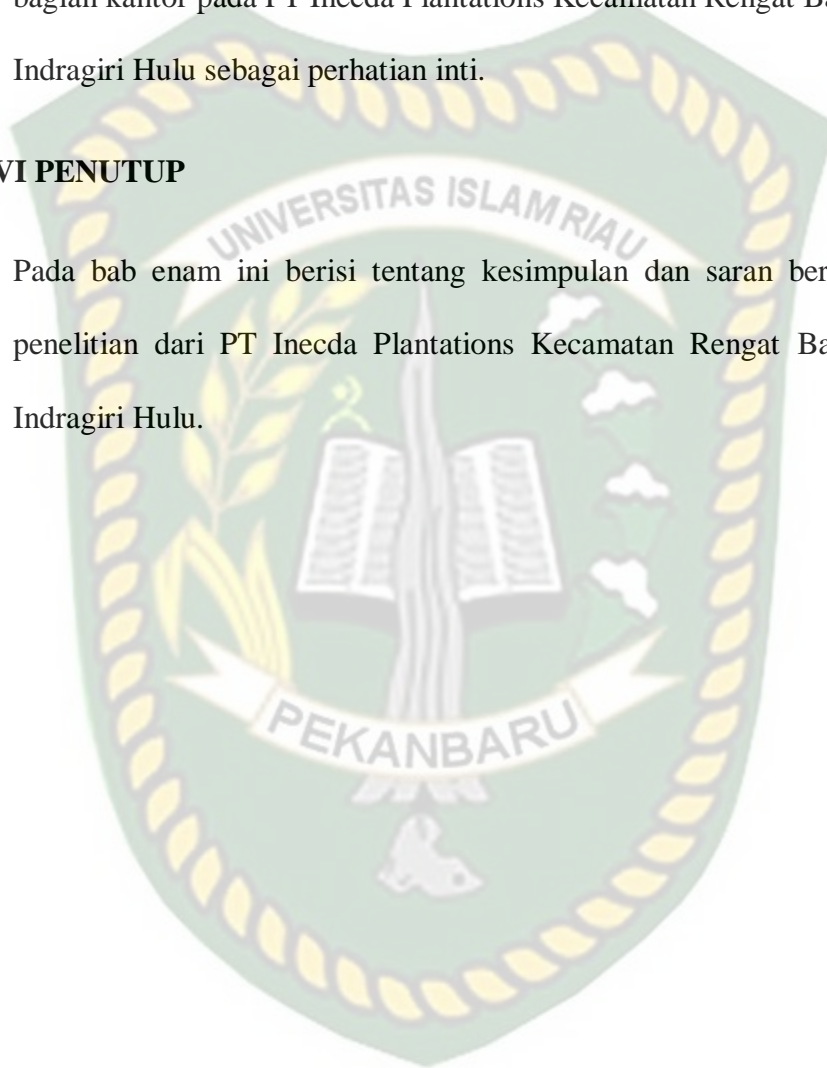 bagian kantor pada PT Inecda Plantations Kecamatan Rengat Ba
Indragiri Hulu sebagai perhatian inti.
VI PENUTUP
UNIVERSITAS ISLAM RIAU
Pada bab enam ini berisi tentang kesimpulan dan saran ber
penelitian dari PT Inecda Plantations Kecamatan Rengat Ba
Indragiri Hulu.
PEKANBARU